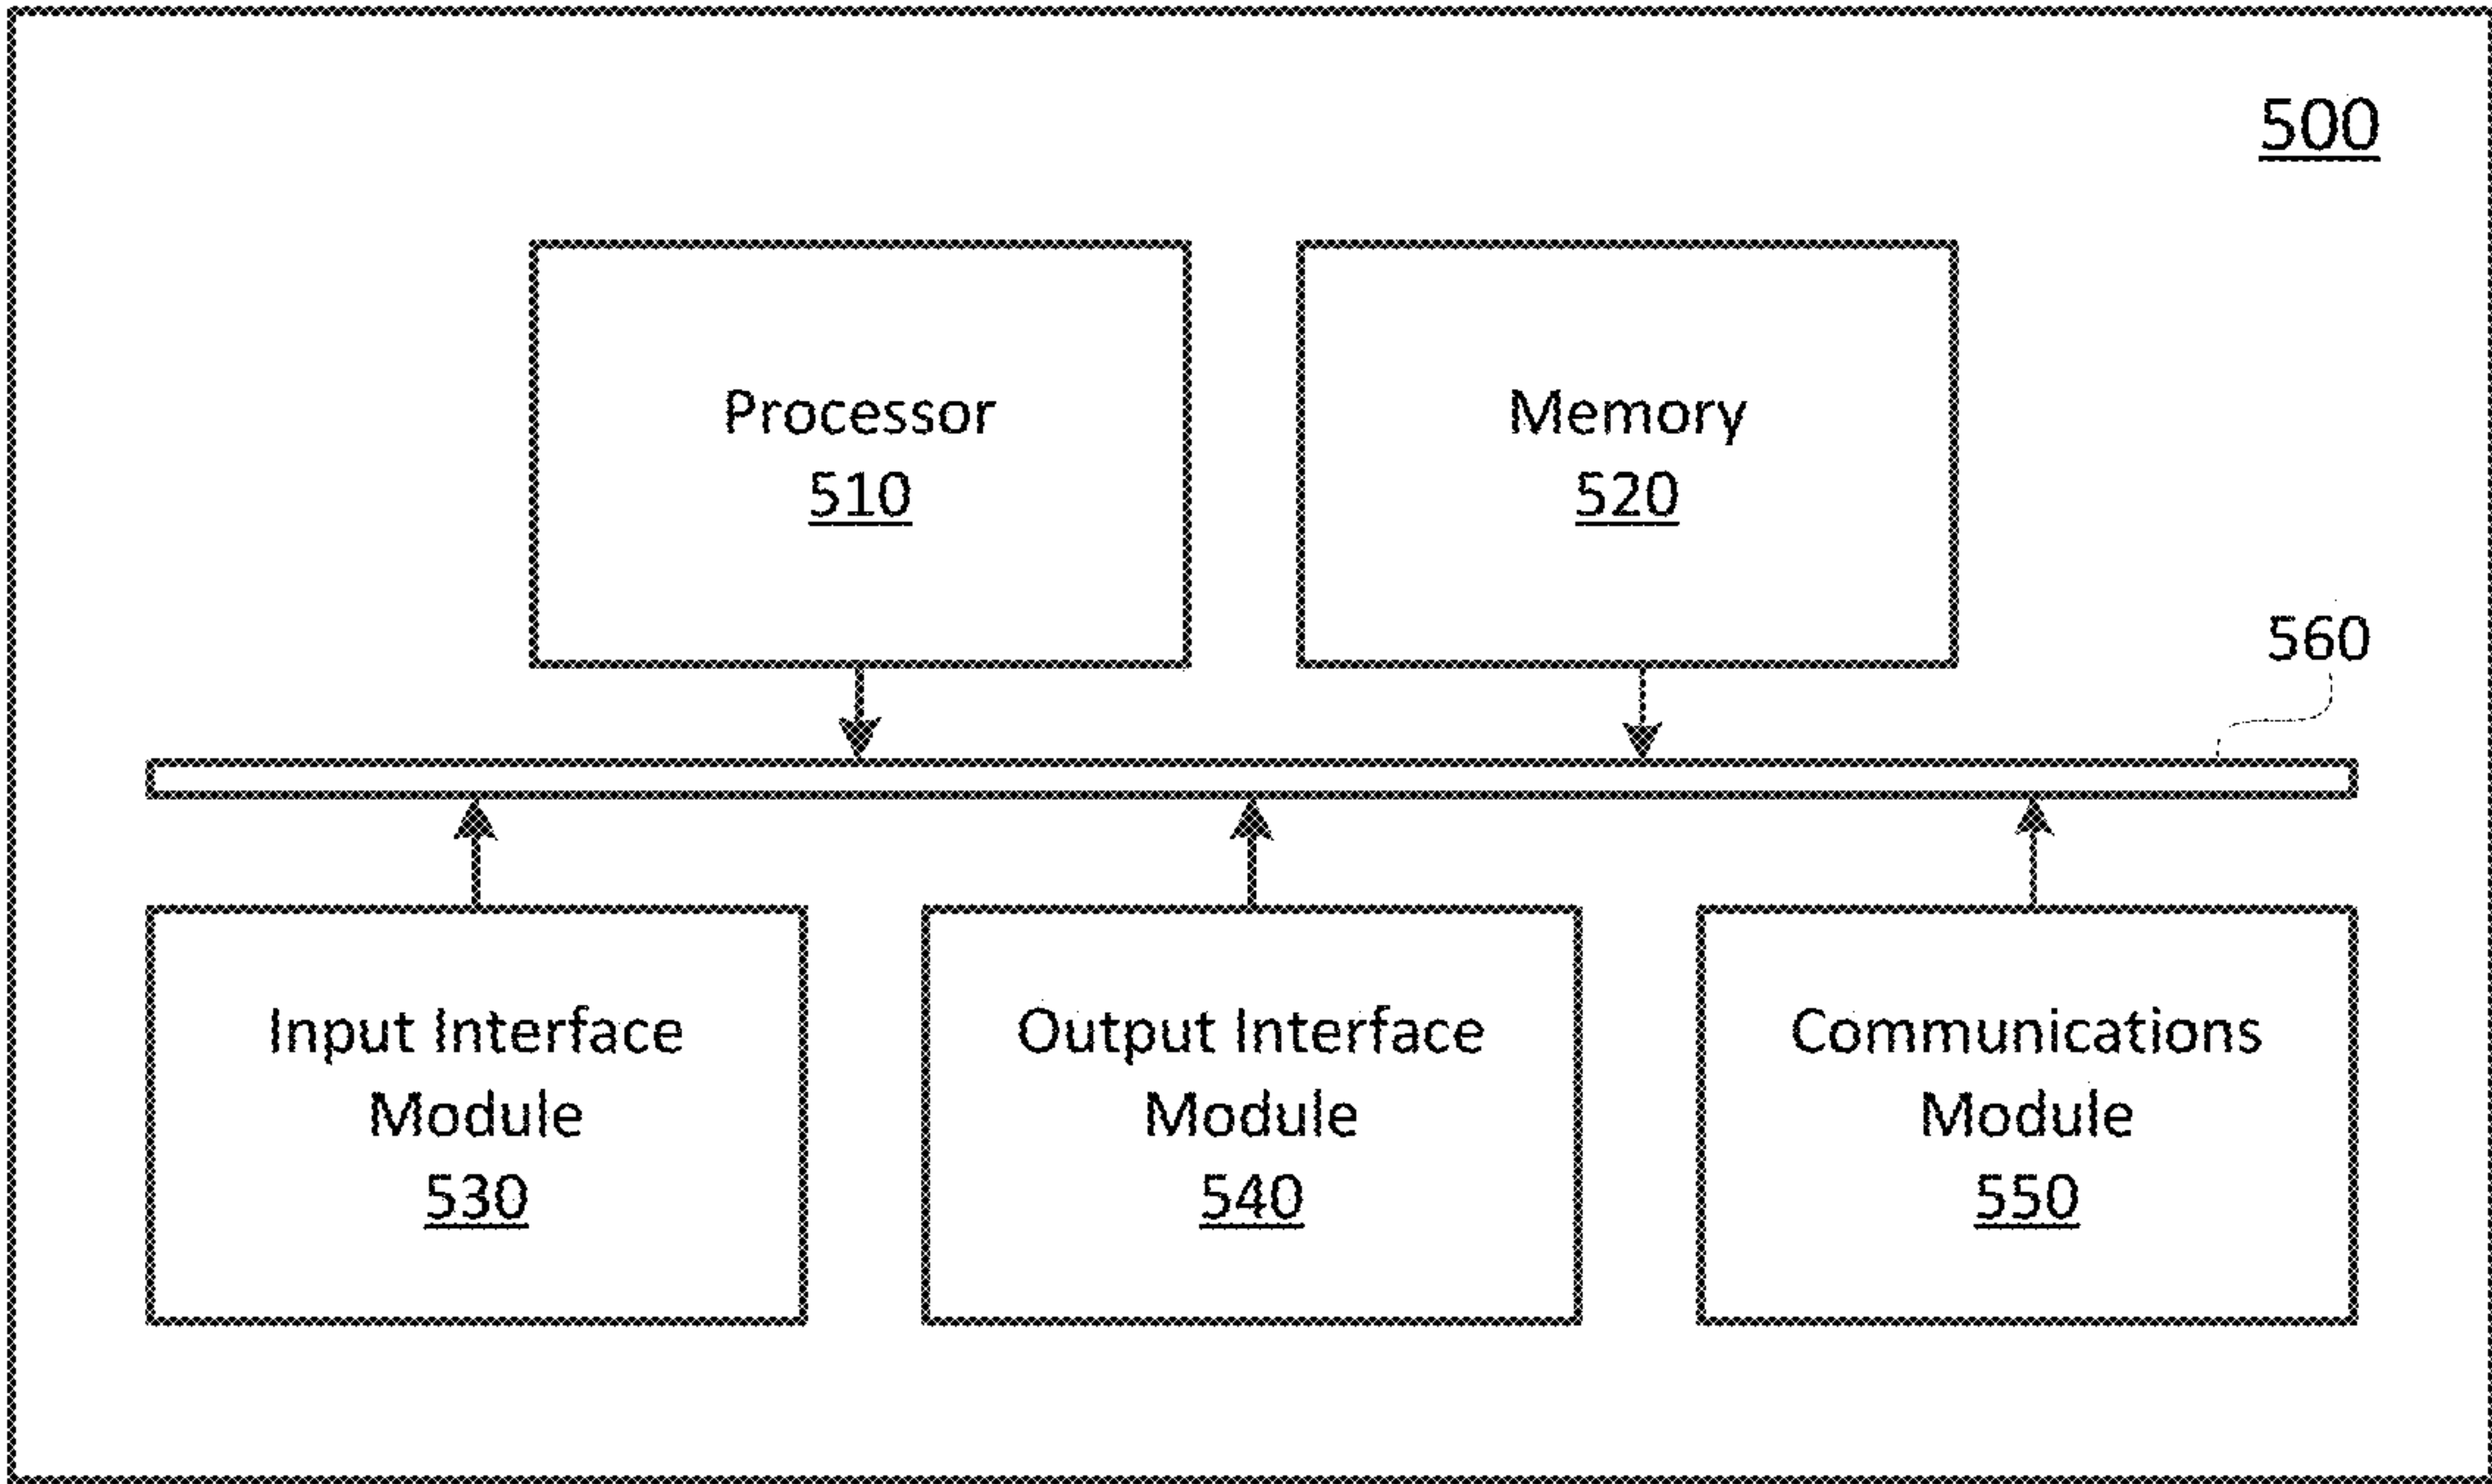 500
Processor
510
Memory
520
560
Input Interface
Module
530
Output Interface
Module
540
Communications
Module
550